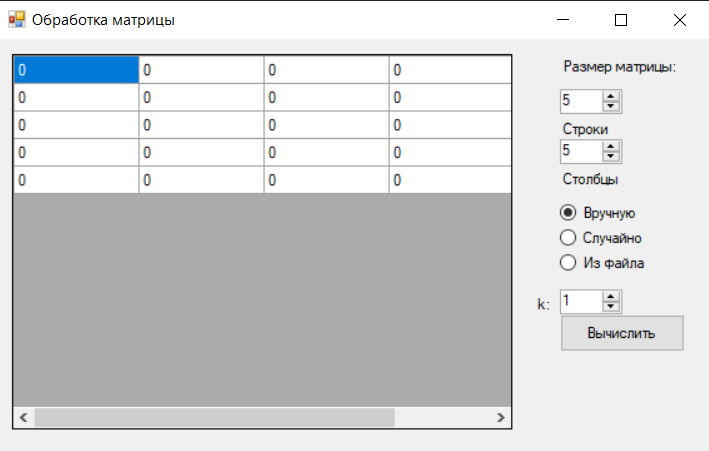 Обработка матрицы
0 0 0 0
0 0 0 0
0 0 0 0
0 0 0 0
0 0 0 0
Размер матрицы:
5
Строки
5
Столбцы
Вручную
Случайно
Из файла
k: 1
Вычислить